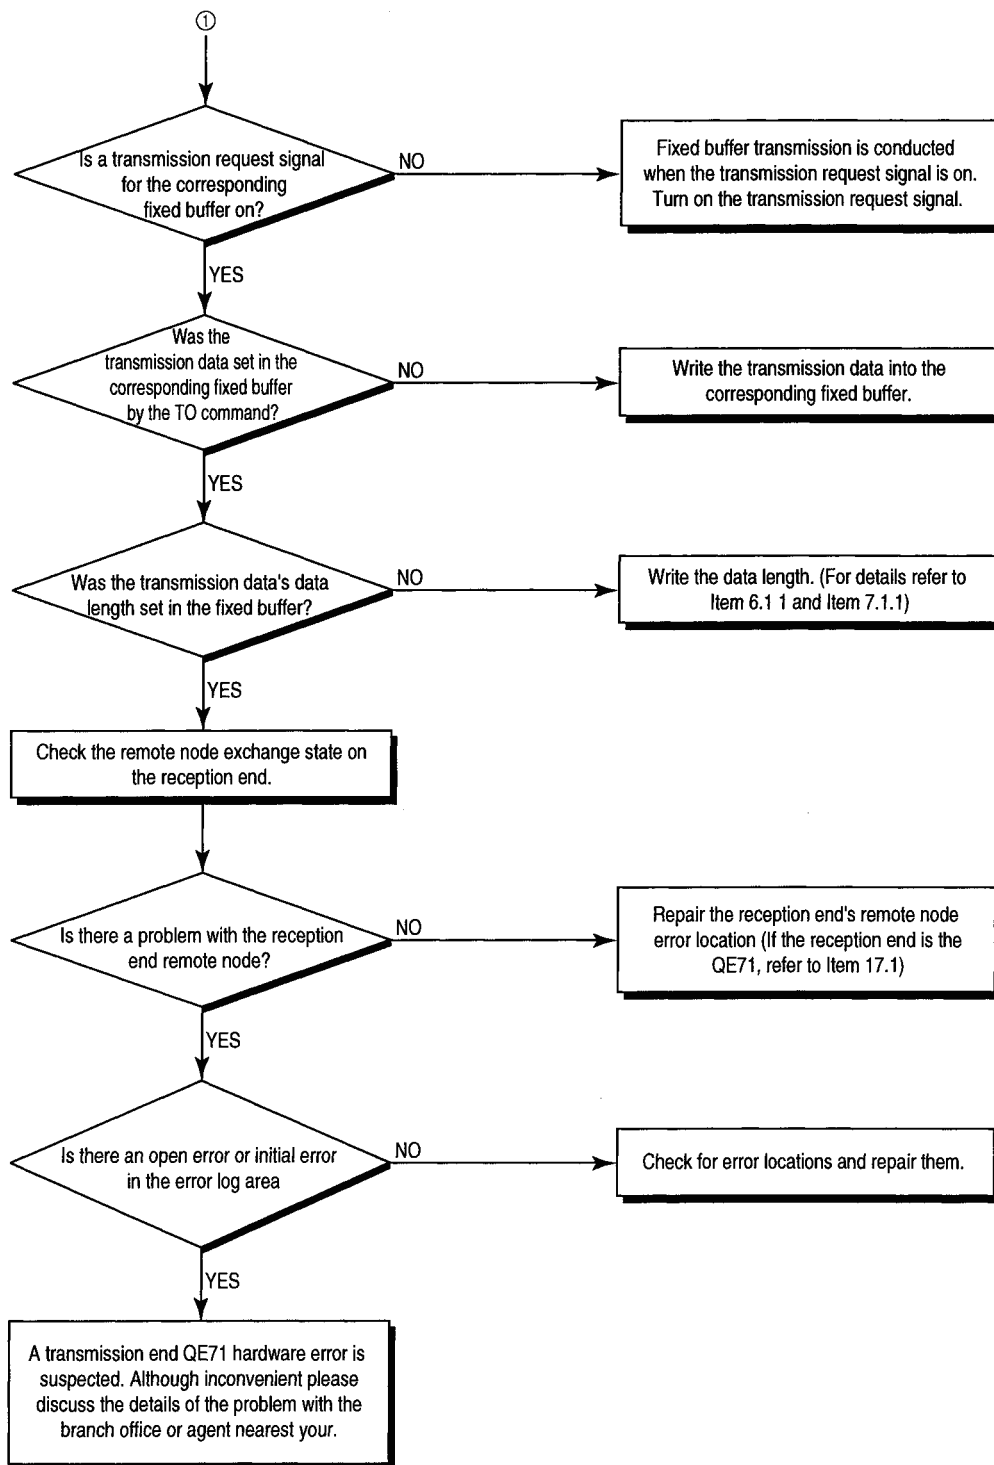 ①
Is a transmission request signal
for the corresponding
fixed buffer on?
NO
Fixed buffer transmission is conducted
when the transmission request signal is on.
Turn on the transmission request signal.
YES
Was the
transmission data set in the
corresponding fixed buffer
by the TO command?
NO
Write the transmission data into the
corresponding fixed buffer.
YES
Was the transmission data's data
length set in the fixed buffer?
NO
Write the data length. (For details refer to
Item 6.1 1 and Item 7.1.1)
YES
Check the remote node exchange state on
the reception end.
Is there a problem with the reception
end remote node?
NO
Repair the reception end's remote node
error location (If the reception end is the
QE71, refer to Item 17.1)
YES
Is there an open error or initial error
in the error log area
NO
Check for error locations and repair them.
YES
A transmission end QE71 hardware error is
suspected. Although inconvenient please
discuss the details of the problem with the
branch office or agent nearest your.